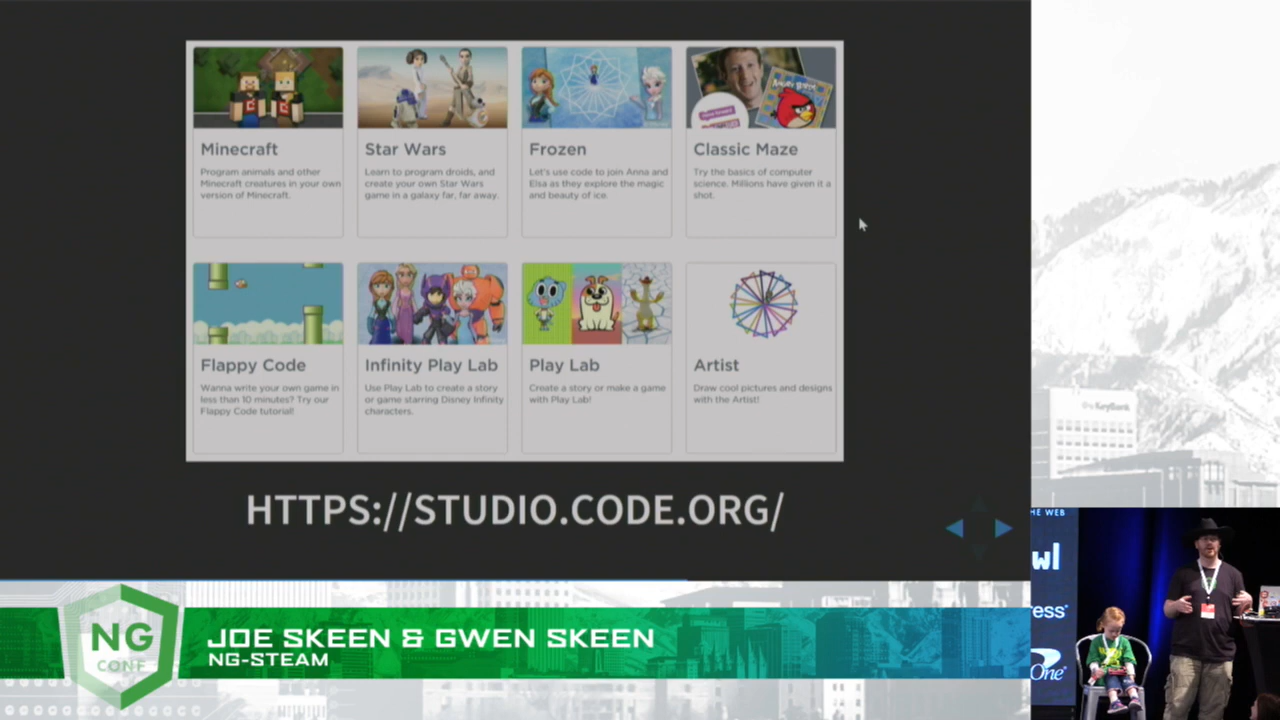 Minecraft
Program animals and other
Minecraft creatures in your own
version of Minecraft.
Star Wars
Learn to program droids, and
create your own Star Wars
game in a galaxy far, far away.
Frozen
Let's use code to join Anna and
Elsa as they explore the magic
and beauty of ice.
Classic Maze
Try the basics of computer
science. Millions have given it a
shot.
Flappy Code
Wanna write your own game in
less than 10 minutes? Try our
Flappy Code tutorial!
Infinity Play Lab
Use Play Lab to create a story
or game starring Disney Infinity
characters.
Play Lab
Create a story or make a game
with Play Lab!
Artist
Draw cool pictures and designs
with the Artist!
HTTPS://STUDIO.CODE.ORG/
KeyBank
HE WEB
wl
ress
One
NG
CONF
JOE SKEEN & GWEN SKEEN
NG-STEAM